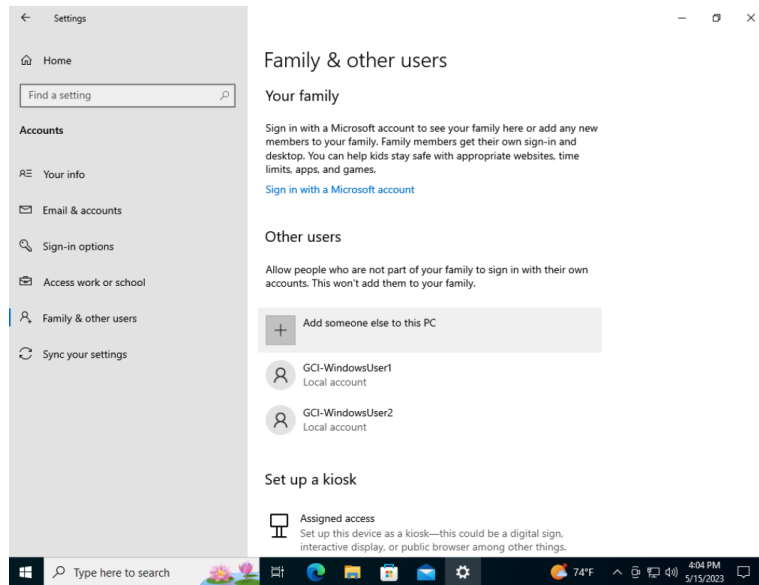 Settings
Home
Find a setting
Accounts
Your info
Email & accounts
Sign-in options
Access work or school
Family & other users
Sync your settings
Family & other users
Your family
Sign in with a Microsoft account to see your family here or add any new
members to your family. Family members get their own sign-in and
desktop. You can help kids stay safe with appropriate websites, time
limits, apps, and games.
Sign in with a Microsoft account
Other users
Allow people who are not part of your family to sign in with their own
accounts. This won't add them to your family.
Add someone else to this PC
GCI-WindowsUser1
Local account
GCI-WindowsUser2
Local account
Set up a kiosk
Assigned access
Set up this device as a kiosk—this could be a digital sign,
interactive display, or public browser among other things.
Type here to search
74°F
4:04 PM
5/15/2023